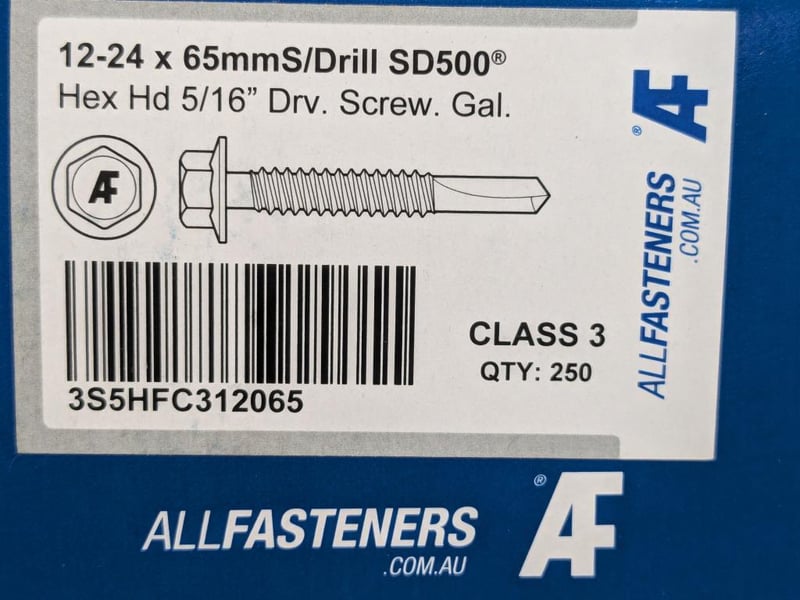 12-24 x 65mmS/Drill SD500®
Hex Hd 5/16” Drv. Screw. Gal.
AF
3S5HFC312065
CLASS 3
QTY: 250
AF®
ALLFASTENERS
.COM.AU
ALLFASTENERS
.COM.AU
®AF